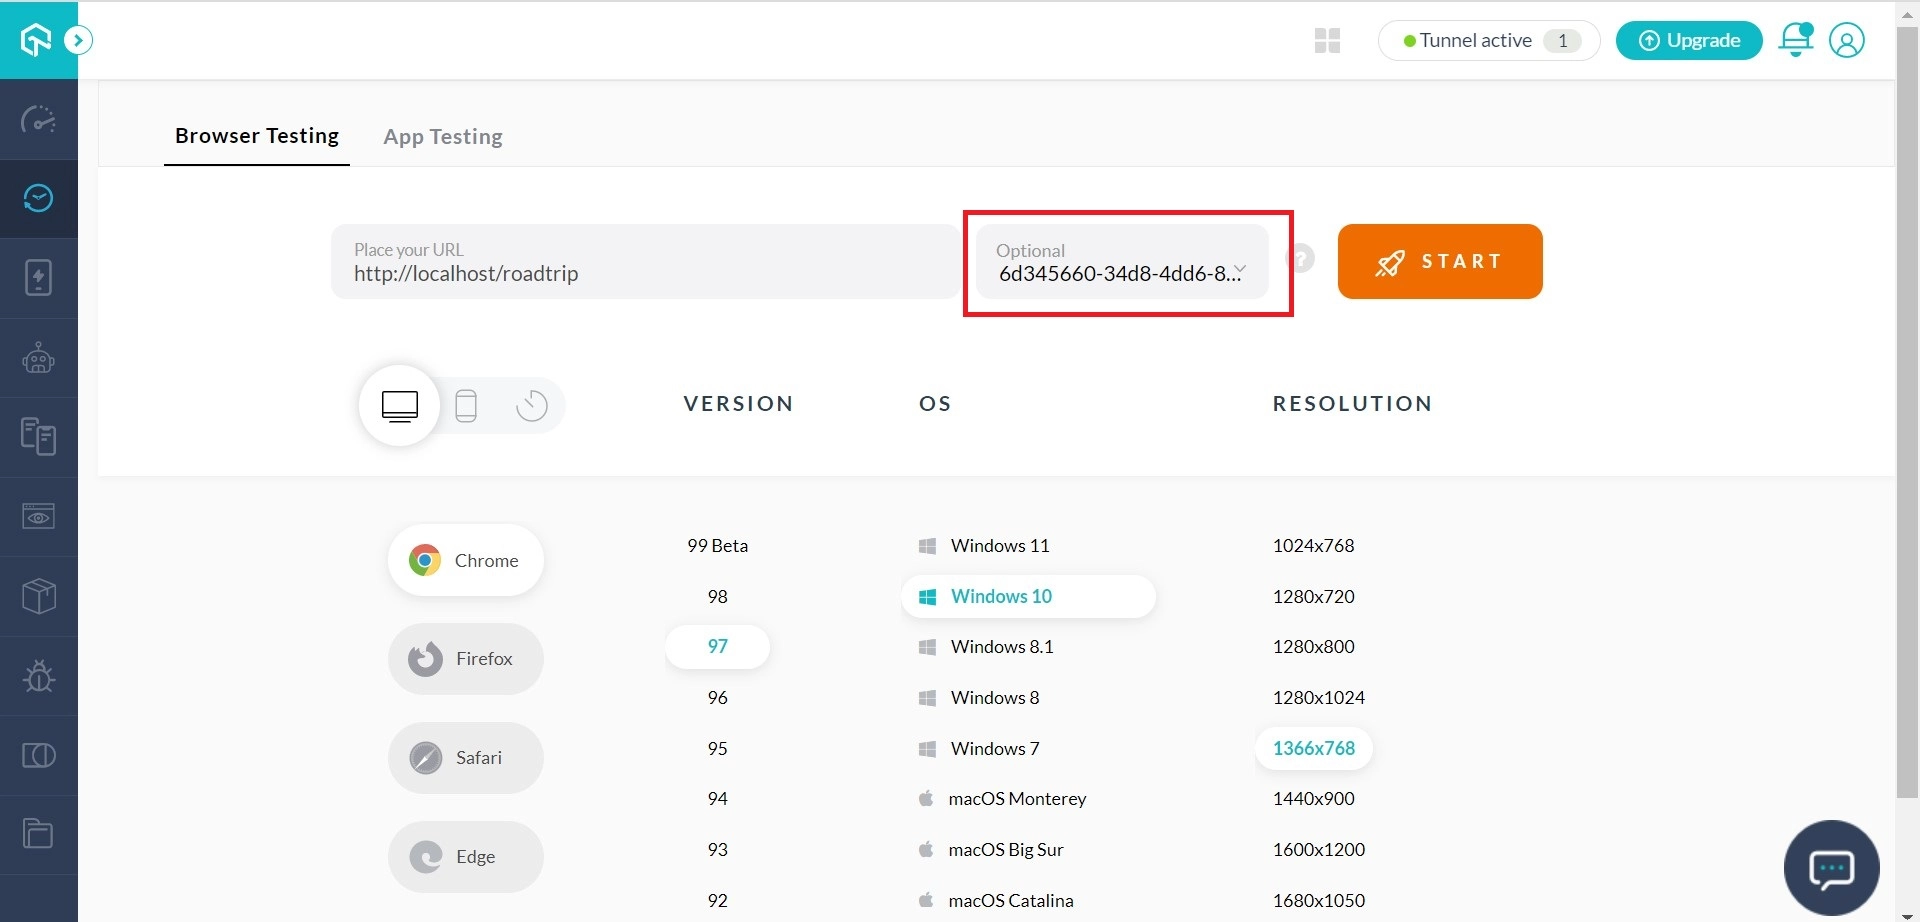 Tunnel active 1
Upgrade
Browser Testing
App Testing
Place your URL
http://localhost/roadtrip
Optional
6d345660-34d8-4dd6-8...
?
START
VERSION
OS
RESOLUTION
Chrome
Firefox
Safari
Edge
99 Beta
98
97
96
95
94
93
92
Windows 11
Windows 10
Windows 8.1
Windows 8
Windows 7
macOS Monterey
macOS Big Sur
macOS Catalina
1024x768
1280x720
1280x800
1280x1024
1366x768
1440x900
1600x1200
1680x1050